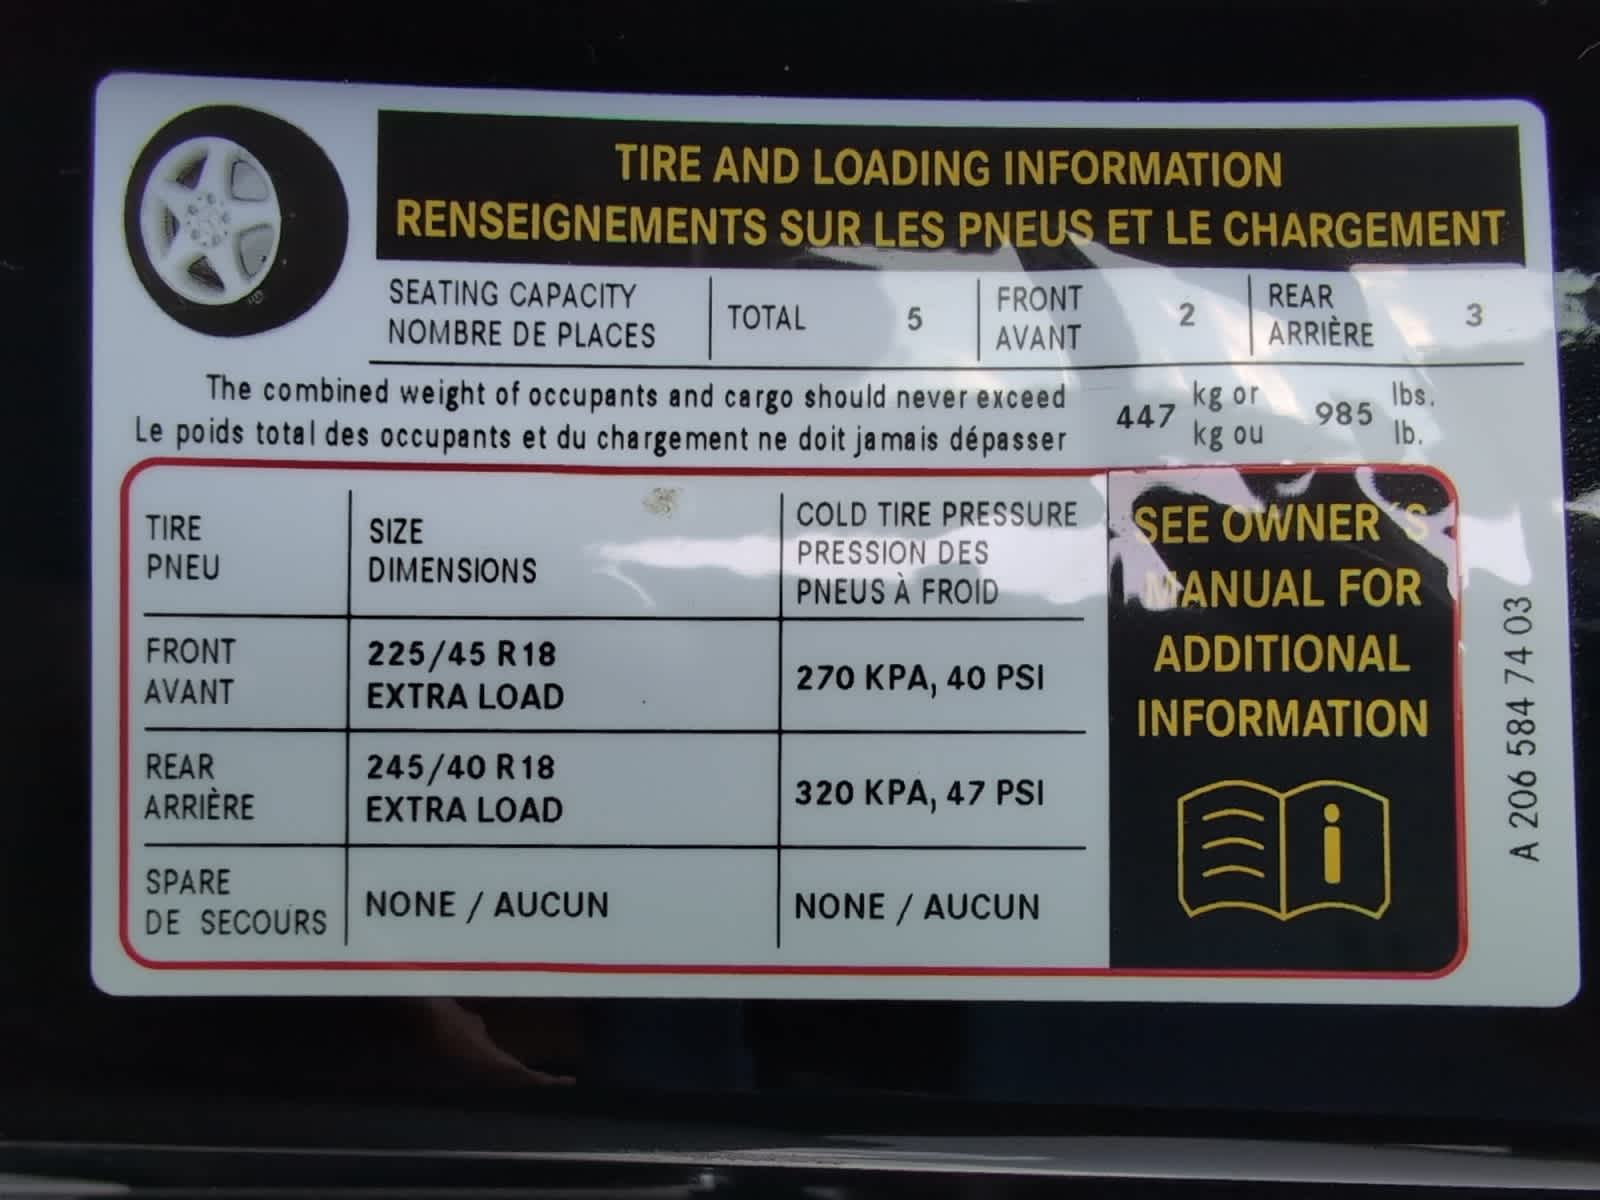 TIRE AND LOADING INFORMATION
RENSEIGNEMENTS SUR LES PNEUS ET LE CHARGEMENT
SEATING CAPACITY
NOMBRE DE PLACES
TOTAL 5
FRONT
AVANT
2
REAR
ARRIÈRE
3
The combined weight of occupants and cargo should never exceed
Le poids total des occupants et du chargement ne doit jamais dépasser
447
kg or
kg ou
985
lbs.
lb.
TIRE
PNEU
SIZE
DIMENSIONS
COLD TIRE PRESSURE
PRESSION DES
PNEUS À FROID
FRONT
AVANT
225/45 R18
EXTRA LOAD
270 KPA, 40 PSI
REAR
ARRIÈRE
245/40 R18
EXTRA LOAD
320 KPA, 47 PSI
SPARE
DE SECOURS
NONE / AUCUN
NONE / AUCUN
SEE OWNER´S
MANUAL FOR
ADDITIONAL
INFORMATION
A 206 584 74 03